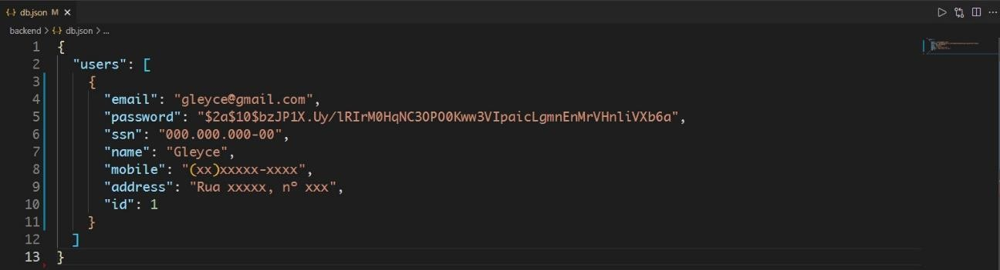 db.json M
backend > db.json > ...
1 {
2 "users": [
3 {
4 "email": "gleyce@gmail.com",
5 "password": "$2a$10$bzJP1X.Uy/lRIrM0HqNC3OPO0Kww3VIpaicLgmnEnMrVHnliVXb6a",
6 "ssn": "000.000.000-00",
7 "name": "Gleyce",
8 "mobile": "(xx)xxxxx-xxxx",
9 "address": "Rua xxxxx, nº xxx",
10 "id": 1
11 }
12 ]
13 }